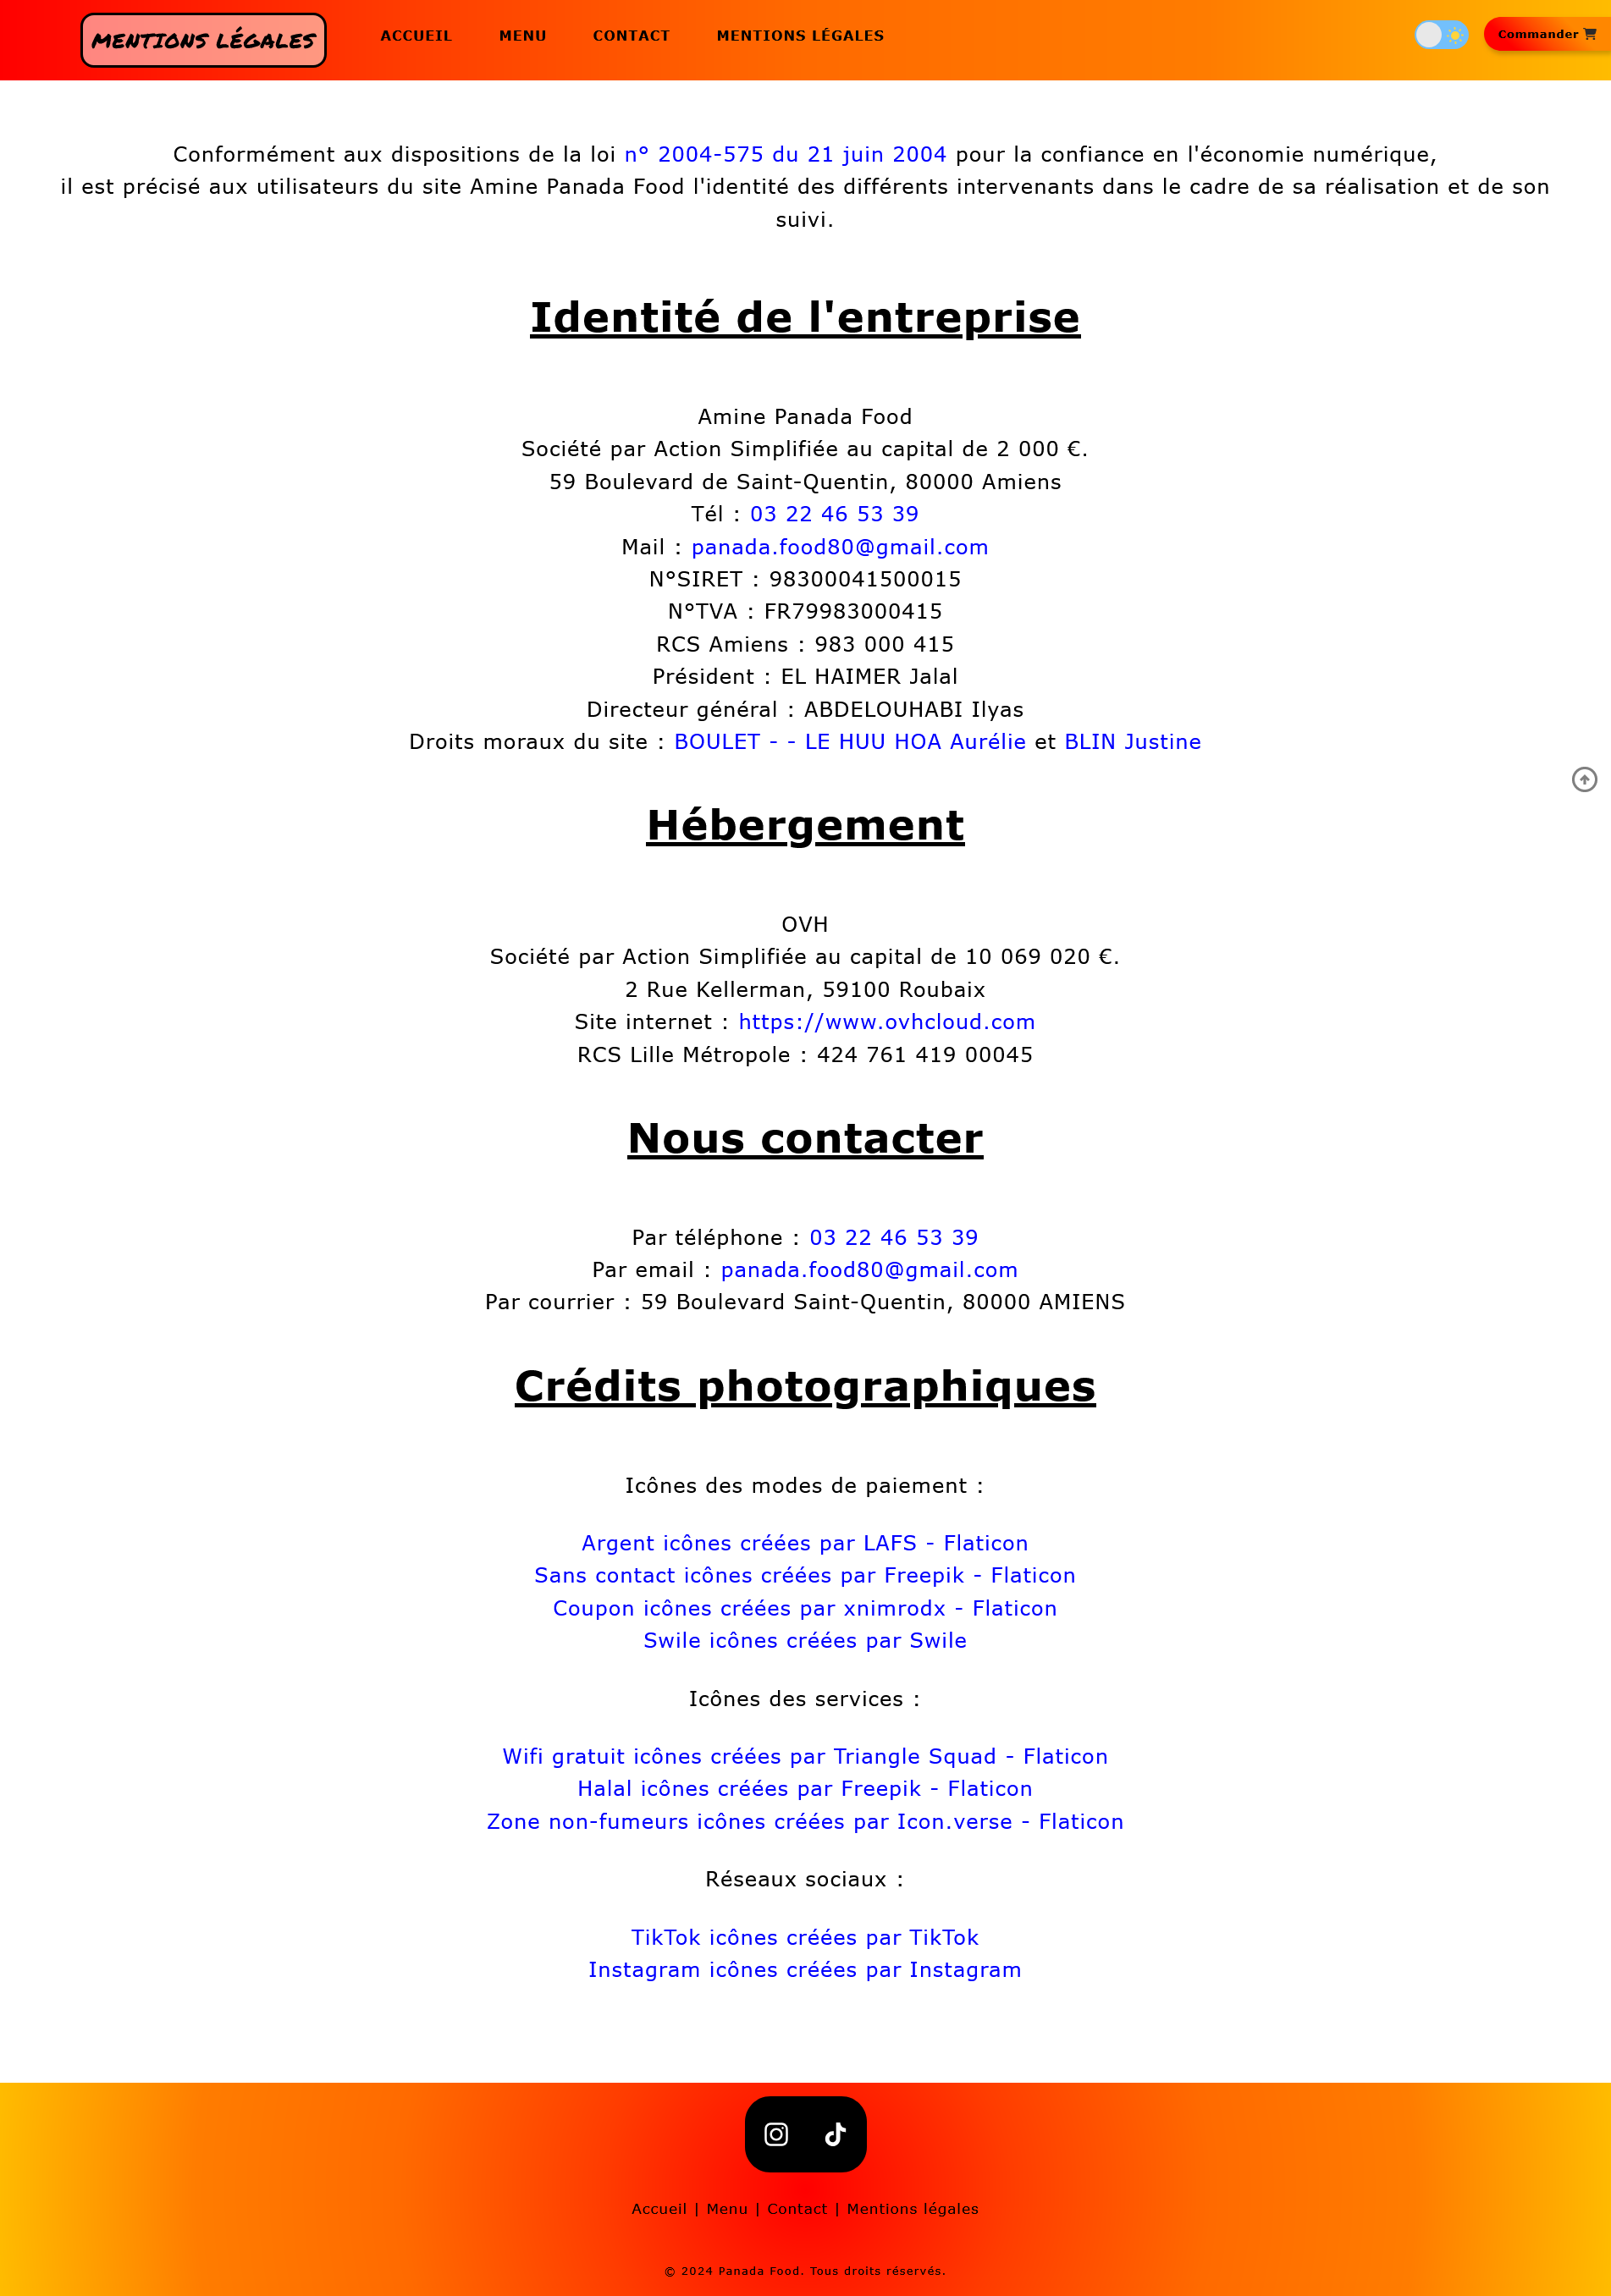 MENTIONS LÉGALES
ACCUEIL
MENU
CONTACT
MENTIONS LÉGALES
Commander
Conformément aux dispositions de la loi n° 2004-575 du 21 juin 2004 pour la confiance en l'économie numérique,
il est précisé aux utilisateurs du site Amine Panada Food l'identité des différents intervenants dans le cadre de sa réalisation et de son
suivi.
Identité de l'entreprise
Amine Panada Food
Société par Action Simplifiée au capital de 2 000 €.
59 Boulevard de Saint-Quentin, 80000 Amiens
Tél : 03 22 46 53 39
Mail : panada.food80@gmail.com
N°SIRET : 98300041500015
N°TVA : FR79983000415
RCS Amiens : 983 000 415
Président : EL HAIMER Jalal
Directeur général : ABDELOUHABI Ilyas
Droits moraux du site : BOULET - - LE HUU HOA Aurélie et BLIN Justine
Hébergement
OVH
Société par Action Simplifiée au capital de 10 069 020 €.
2 Rue Kellerman, 59100 Roubaix
Site internet : https://www.ovhcloud.com
RCS Lille Métropole : 424 761 419 00045
Nous contacter
Par téléphone : 03 22 46 53 39
Par email : panada.food80@gmail.com
Par courrier : 59 Boulevard Saint-Quentin, 80000 AMIENS
Crédits photographiques
Icônes des modes de paiement :
Argent icônes créées par LAFS - Flaticon
Sans contact icônes créées par Freepik - Flaticon
Coupon icônes créées par xnimrodx - Flaticon
Swile icônes créées par Swile
Icônes des services :
Wifi gratuit icônes créées par Triangle Squad - Flaticon
Halal icônes créées par Freepik - Flaticon
Zone non-fumeurs icônes créées par Icon.verse - Flaticon
Réseaux sociaux :
TikTok icônes créées par TikTok
Instagram icônes créées par Instagram
Accueil | Menu | Contact | Mentions légales
© 2024 Panada Food. Tous droits réservés.